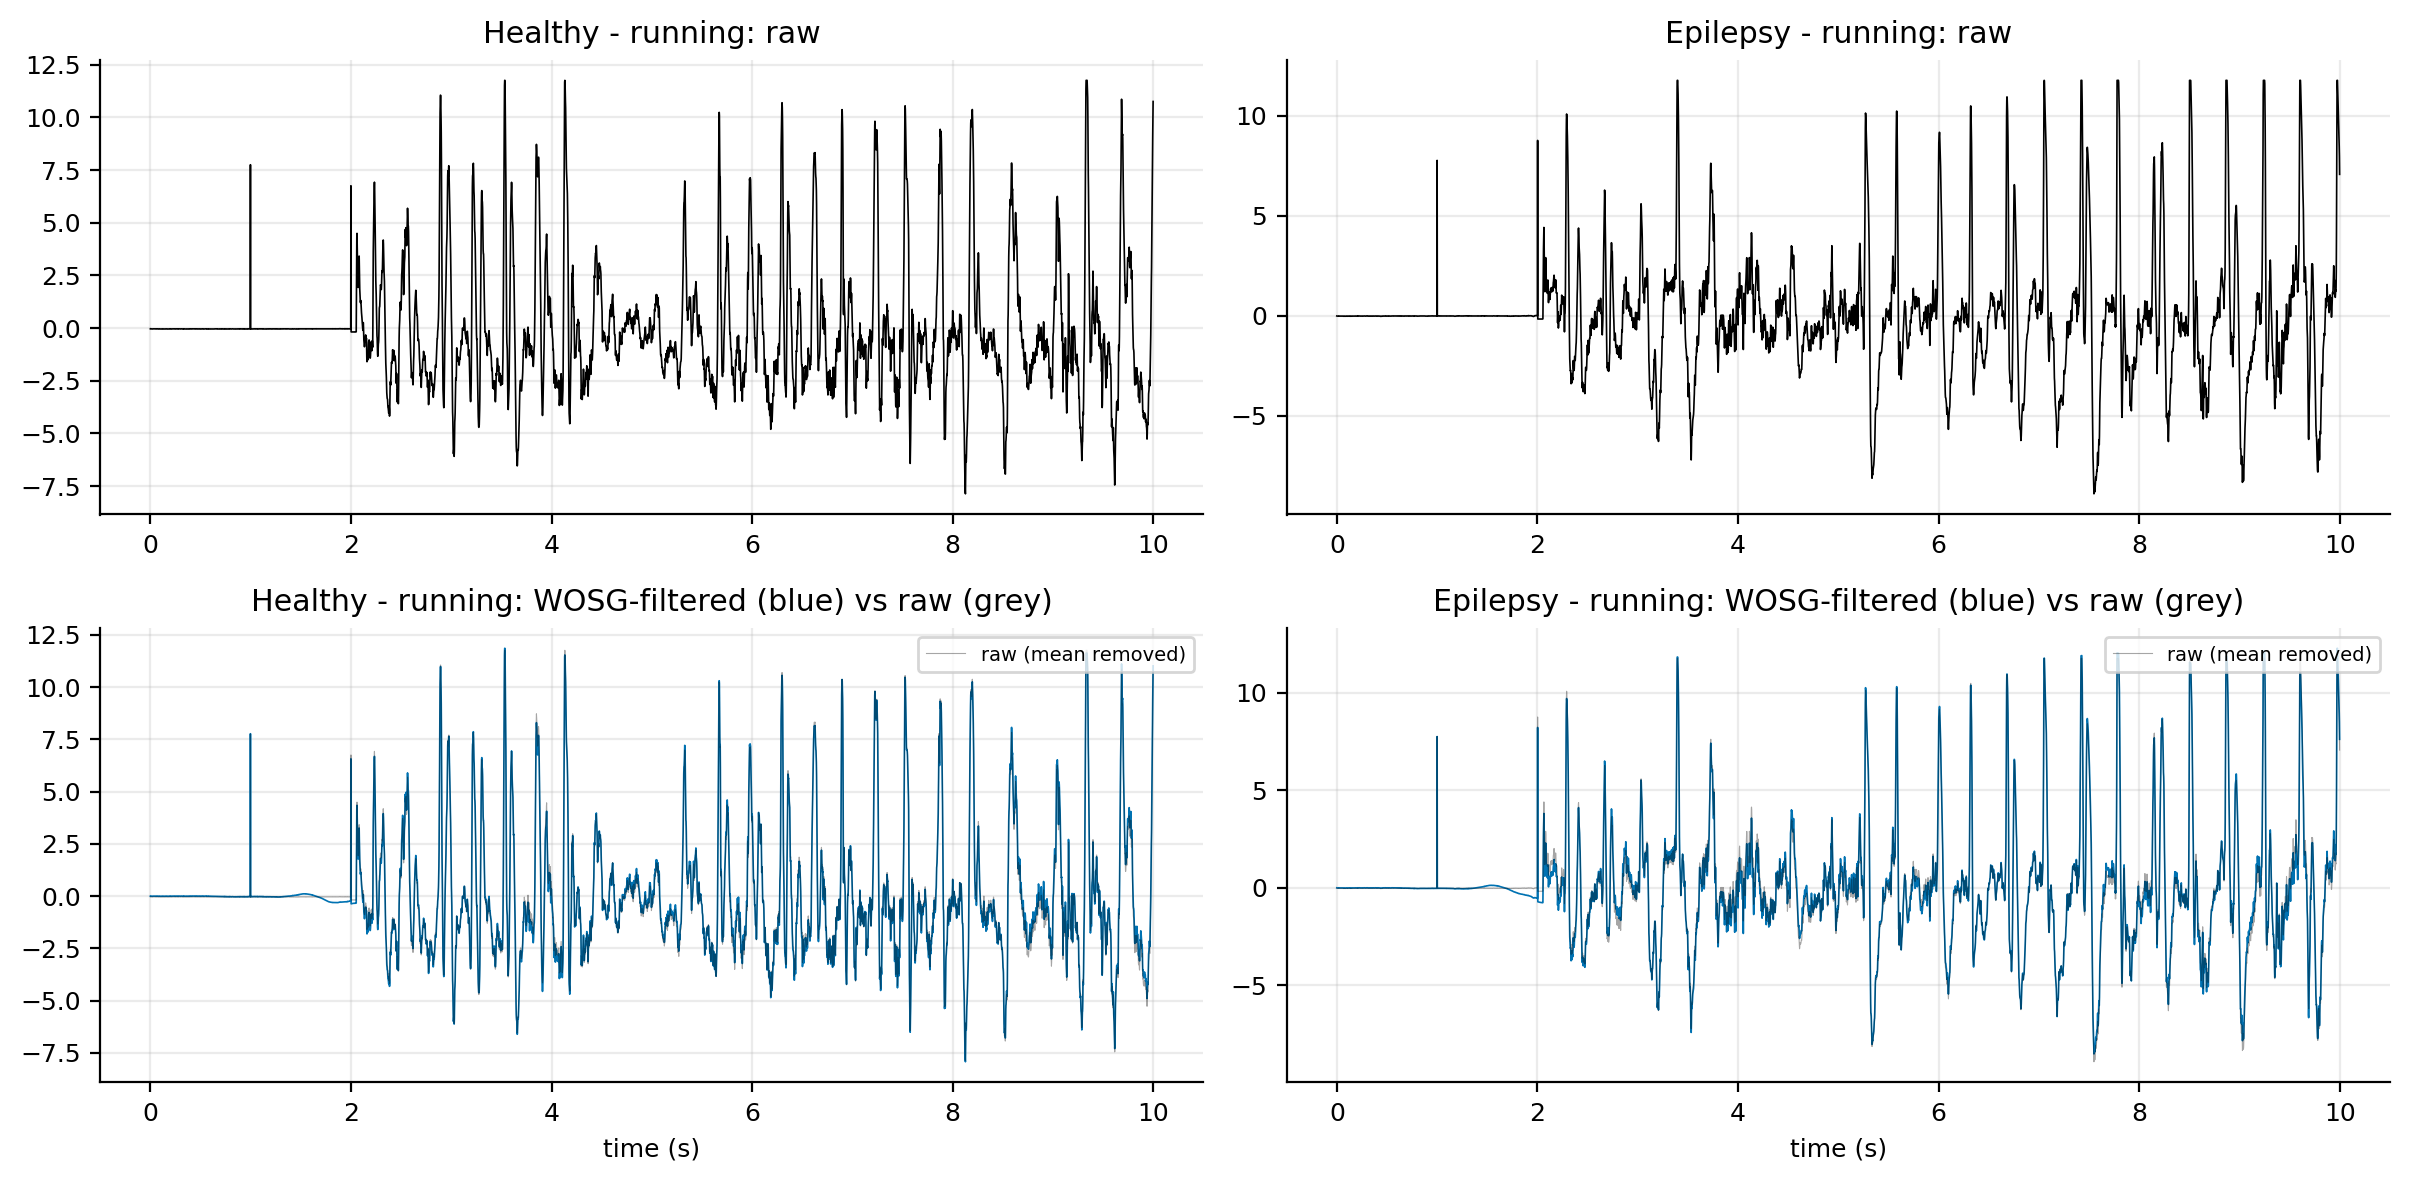 Healthy - running: raw
12.5
10.0
7.5
5.0
2.5
0.0
−2.5
−5.0
−7.5
0 2 4 6 8 10
Epilepsy - running: raw
10
5
0
−5
0 2 4 6 8 10
Healthy - running: WOSG-filtered (blue) vs raw (grey)
raw (mean removed)
12.5
10.0
7.5
5.0
2.5
0.0
−2.5
−5.0
−7.5
0 2 4 6 8 10
time (s)
Epilepsy - running: WOSG-filtered (blue) vs raw (grey)
raw (mean removed)
10
5
0
−5
0 2 4 6 8 10
time (s)